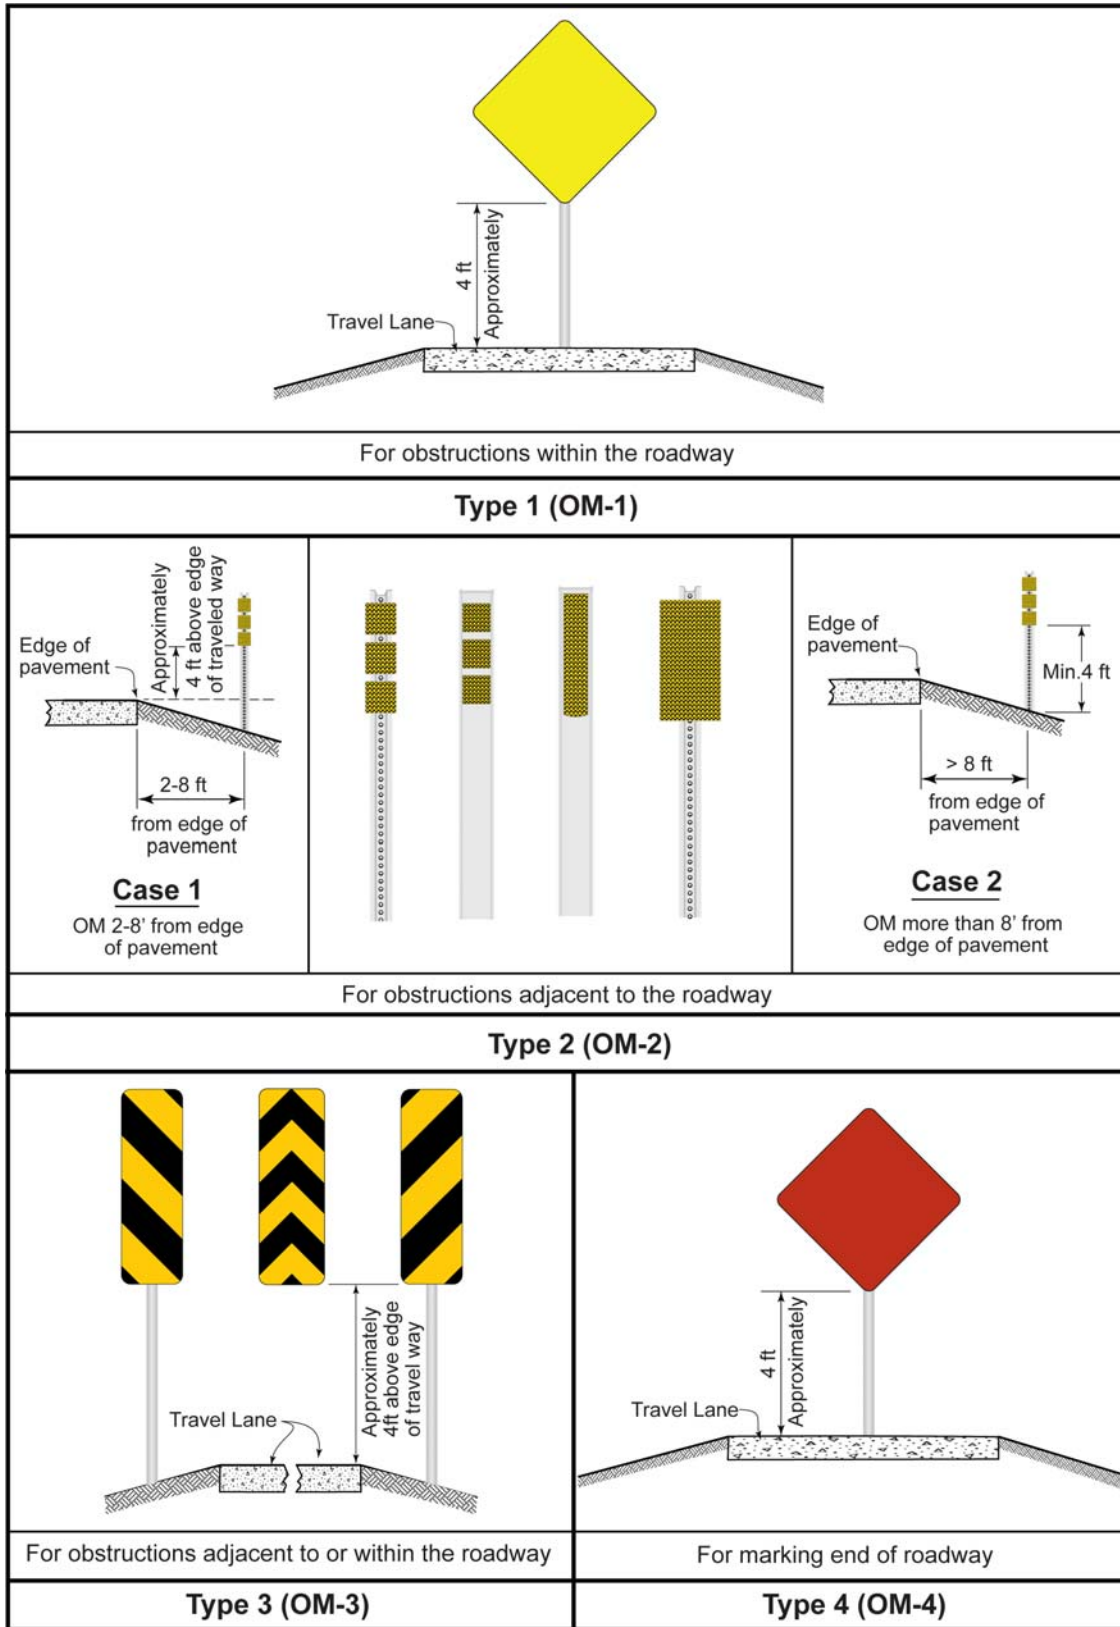 4 ft
Approximately
Travel Lane
For obstructions within the roadway
Type 1 (OM-1)
Approximately
4 ft above edge
of traveled way
Edge of
pavement
2-8 ft
from edge of
pavement
Case 1
OM 2-8' from edge
of pavement
Edge of
pavement
Min.4 ft
> 8 ft
from edge of
pavement
Case 2
OM more than 8' from
edge of pavement
For obstructions adjacent to the roadway
Type 2 (OM-2)
Approximately
4ft above edge
of travel way
Travel Lane
For obstructions adjacent to or within the roadway
Type 3 (OM-3)
4 ft
Approximately
Travel Lane
For marking end of roadway
Type 4 (OM-4)